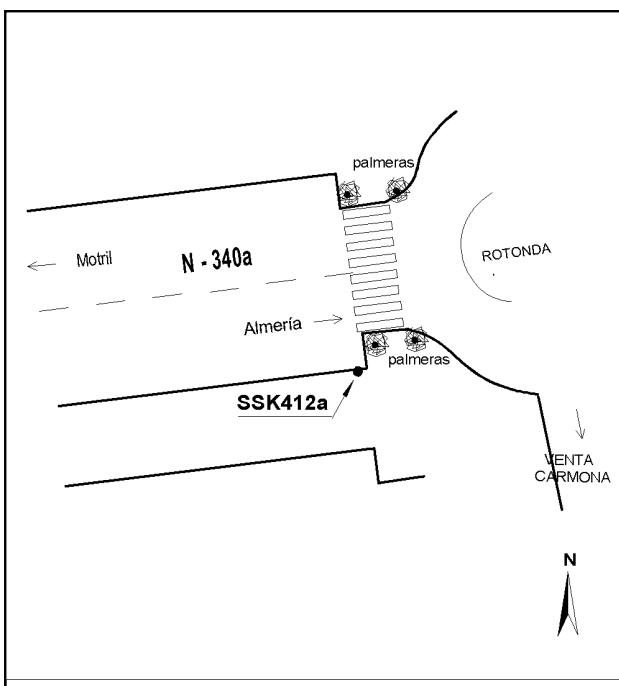 palmeras
Motril
N - 340a
ROTONDA
Almería
palmeras
SSK412a
VENTA
CARMONA
N